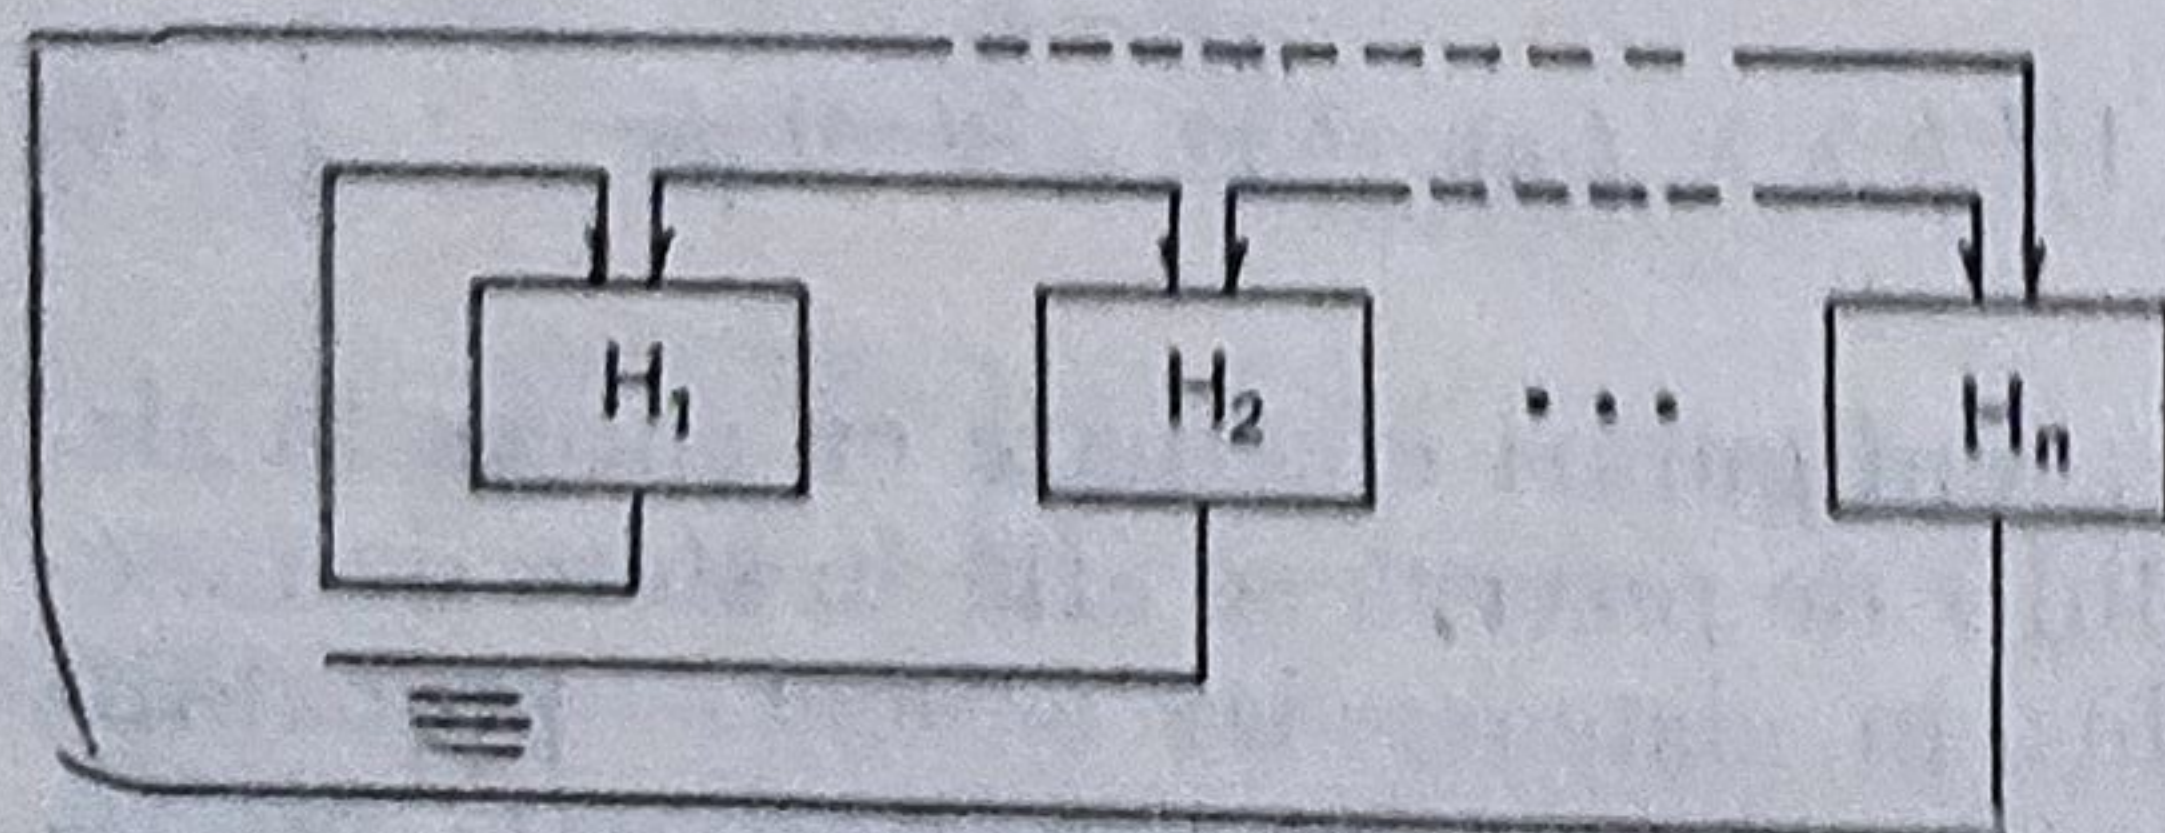 H₁ H₂ . . . Hₙ